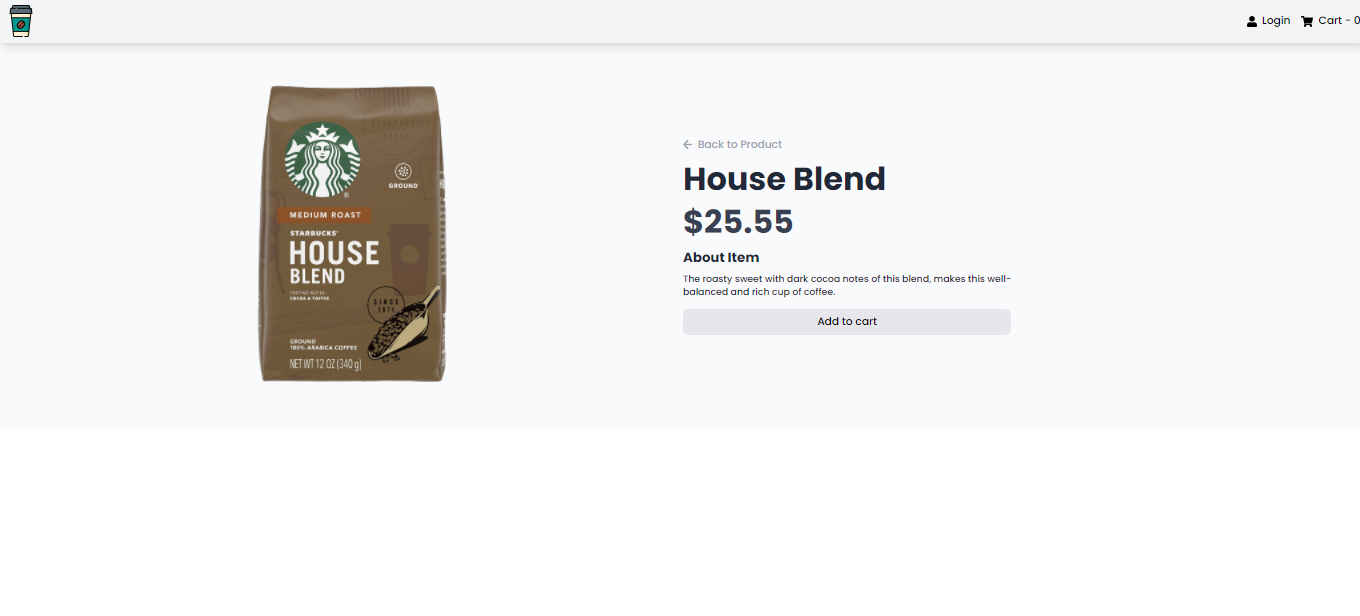 Login Cart - 0
GROUND
MEDIUM ROAST
STARBUCKS®
HOUSE
BLEND
TASTING NOTES
COCOA & TOFFEE
SINCE
1971
GROUND
100% ARABICA COFFEE
NET WT 12 OZ (340 g)
Back to Product
House Blend
$25.55
About Item
The roasty sweet with dark cocoa notes of this blend, makes this well-
balanced and rich cup of coffee.
Add to cart